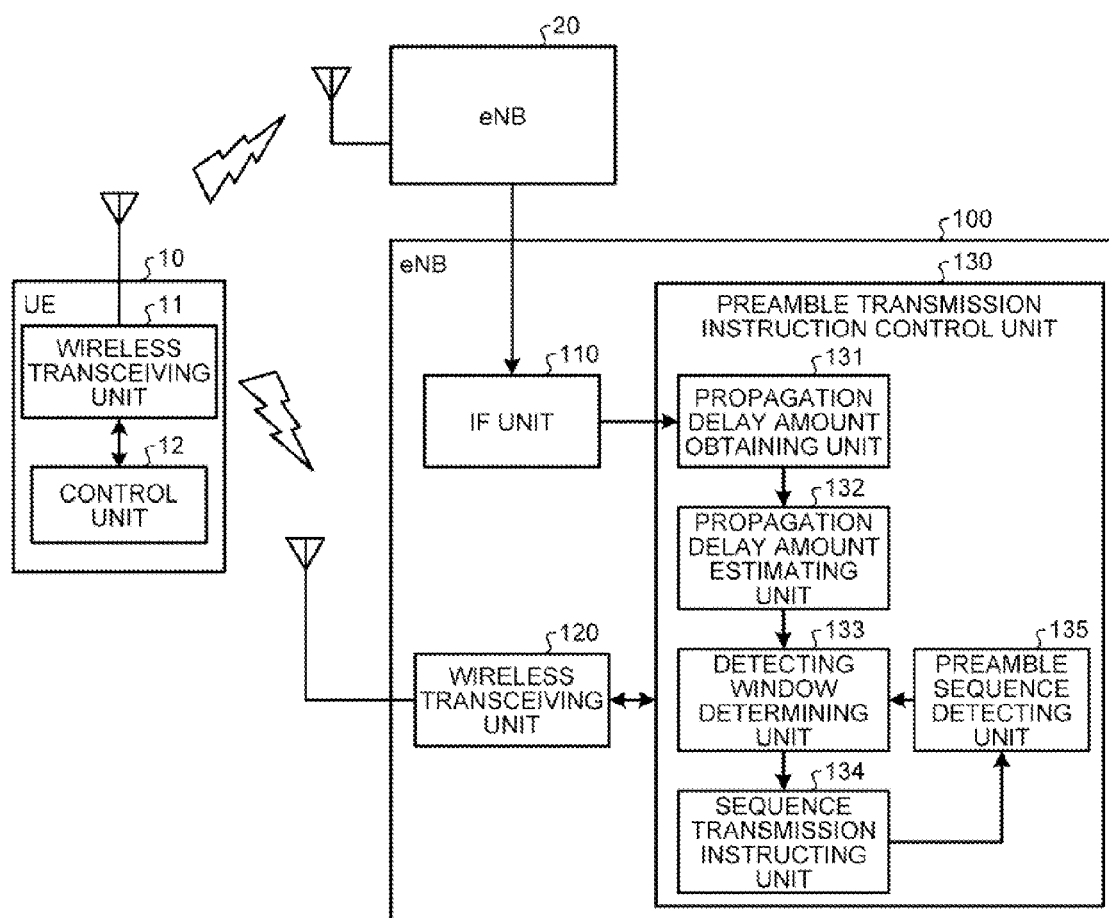 20
eNB
100
eNB
130
PREAMBLE TRANSMISSION
INSTRUCTION CONTROL UNIT
10
UE
11
WIRELESS
TRANSCEIVING
UNIT
12
CONTROL
UNIT
110
IF UNIT
131
PROPAGATION
DELAY AMOUNT
OBTAINING UNIT
132
PROPAGATION
DELAY AMOUNT
ESTIMATING
UNIT
120
WIRELESS
TRANSCEIVING
UNIT
133
DETECTING
WINDOW
DETERMINING
UNIT
135
PREAMBLE
SEQUENCE
DETECTING
UNIT
134
SEQUENCE
TRANSMISSION
INSTRUCTING
UNIT